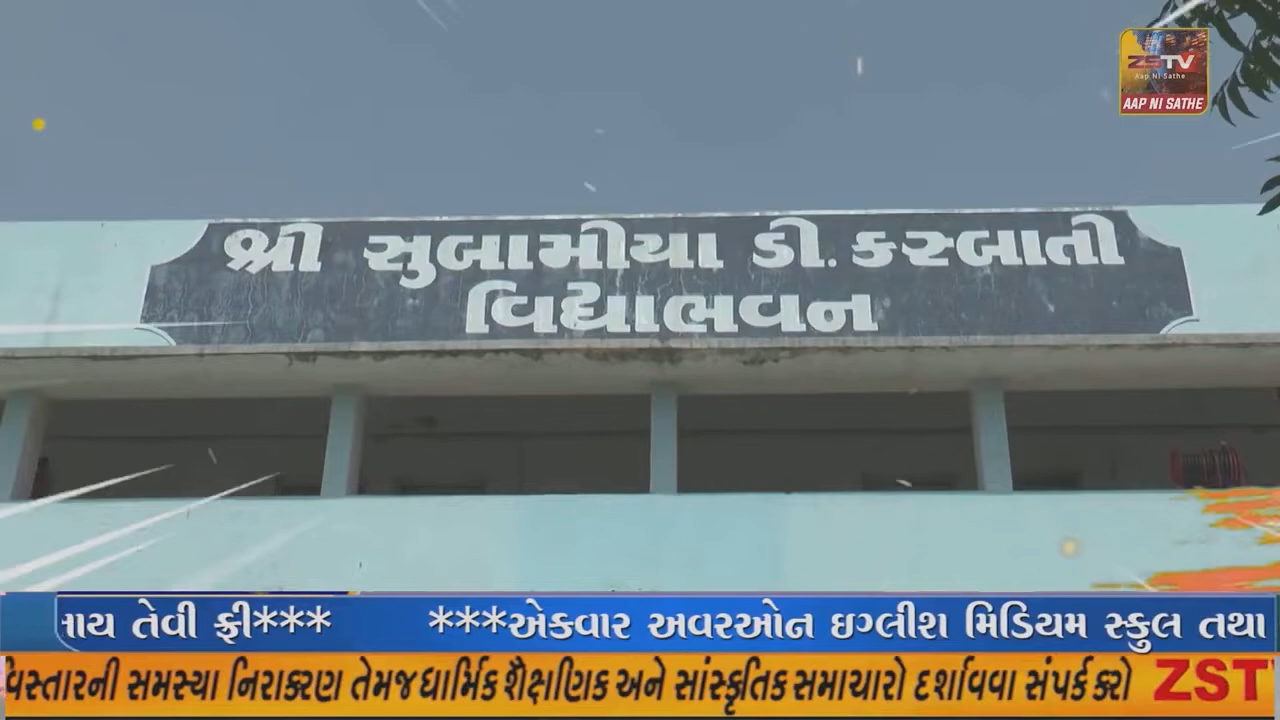 ZSTV
Aap Ni Sathe
AAP NI SATHE
શ્રી સુબામીયા ડી. કરબાતી
વિદ્યાભવન
તેવી ફ્રી*** ***એકવાર અવરઓન ઇગ્લીશ મિડિયમ સ્કુલ તથા
વિસ્તારની સમસ્યા નિરાકરણ તેમજ ધાર્મિક શૈક્ષણિક અને સાંસ્કૃતિક સમાચારો દર્શાવવા સંપર્ક કરો ZST